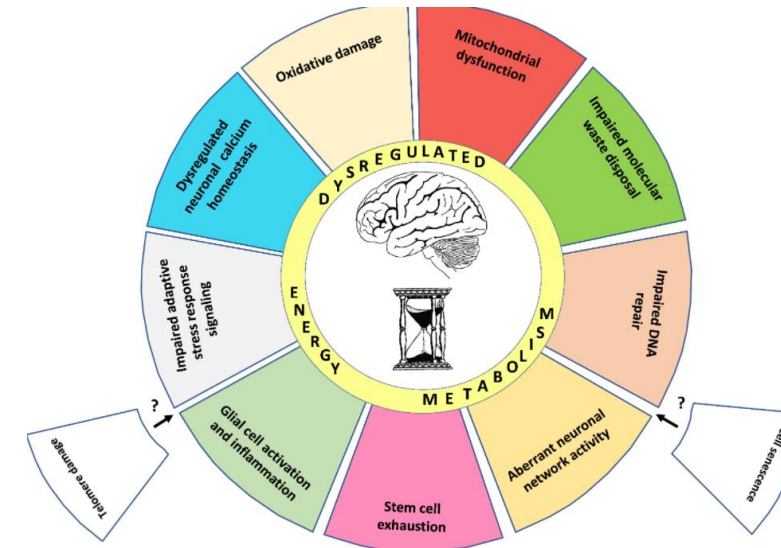 Oxidative damage
Mitochondrial
dysfunction
Impaired molecular
waste disposal
Impaired DNA
repair
Aberrant neuronal
network activity
Stem cell
exhaustion
Glial cell activation
and inflammation
Impaired adaptive
stress response
signaling
Dysregulated
neuronal calcium
homeostasis
DYSREGULATED
ENERGY
METABOLISM
?
Telomere damage
?
senescence